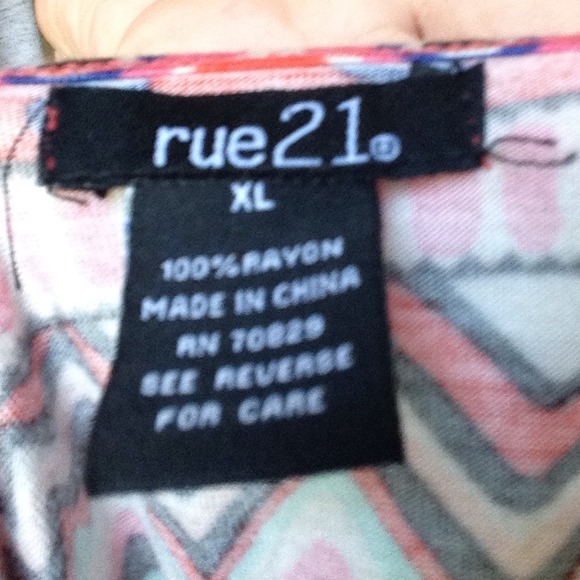 rue21®
XL
100% RAYON
MADE IN CHINA
RN 70829
SEE REVERSE
FOR CARE